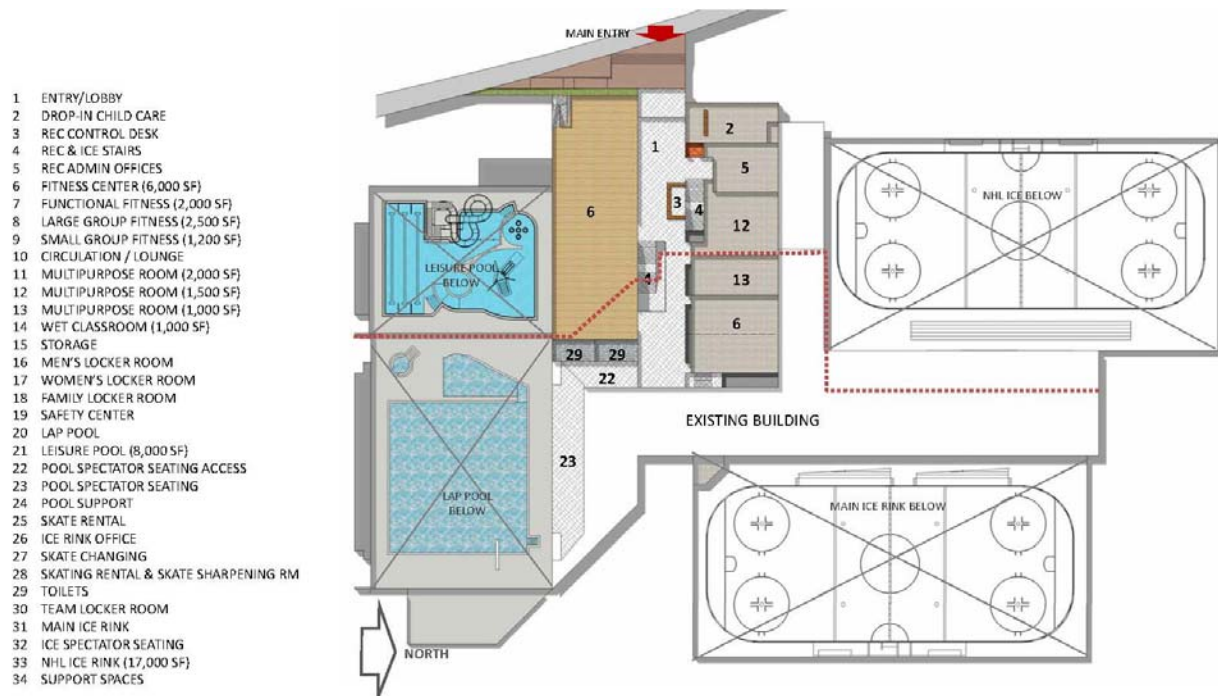 1 ENTRY/LOBBY
2 DROP-IN CHILD CARE
3 REC CONTROL DESK
4 REC & ICE STAIRS
5 REC ADMIN OFFICES
6 FITNESS CENTER (6,000 SF)
7 FUNCTIONAL FITNESS (2,000 SF)
8 LARGE GROUP FITNESS (2,500 SF)
9 SMALL GROUP FITNESS (1,200 SF)
10 CIRCULATION / LOUNGE
11 MULTIPURPOSE ROOM (2,000 SF)
12 MULTIPURPOSE ROOM (1,500 SF)
13 MULTIPURPOSE ROOM (1,000 SF)
14 WET CLASSROOM (1,000 SF)
15 STORAGE
16 MEN'S LOCKER ROOM
17 WOMEN'S LOCKER ROOM
18 FAMILY LOCKER ROOM
19 SAFETY CENTER
20 LAP POOL
21 LEISURE POOL (8,000 SF)
22 POOL SPECTATOR SEATING ACCESS
23 POOL SPECTATOR SEATING
24 POOL SUPPORT
25 SKATE RENTAL
26 ICE RINK OFFICE
27 SKATE CHANGING
28 SKATING RENTAL & SKATE SHARPENING RM
29 TOILETS
30 TEAM LOCKER ROOM
31 MAIN ICE RINK
32 ICE SPECTATOR SEATING
33 NHL ICE RINK (17,000 SF)
34 SUPPORT SPACES
MAIN ENTRY
2
1
5
3
4
6
12
NHL ICE BELOW
LEISURE POOL
BELOW
4
13
6
29
29
22
EXISTING BUILDING
23
LAP POOL
BELOW
MAIN ICE RINK BELOW
NORTH